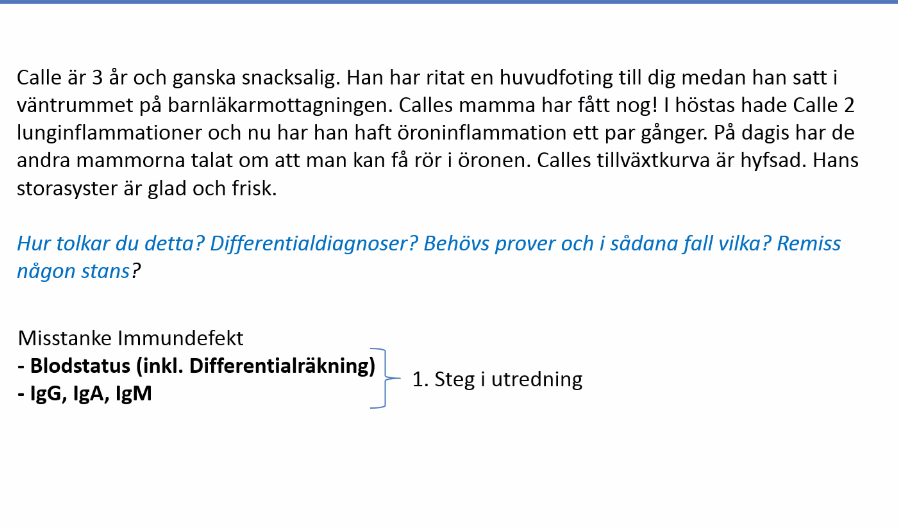 Calle är 3 år och ganska snacksalig. Han har ritat en huvudfoting till dig medan han satt i
väntrummet på barnläkarmottagningen. Calles mamma har fått nog! I höstas hade Calle 2
lunginflammationer och nu har han haft öroninflammation ett par gånger. På dagis har de
andra mammorna talat om att man kan få rör i öronen. Calles tillväxtkurva är hyfsad. Hans
storasyster är glad och frisk.
Hur tolkar du detta? Differentialdiagnoser? Behövs prover och i sådana fall vilka? Remiss
någon stans?
Misstanke Immundefekt
- Blodstatus (inkl. Differentialräkning)
- IgG, IgA, IgM
1. Steg i utredning